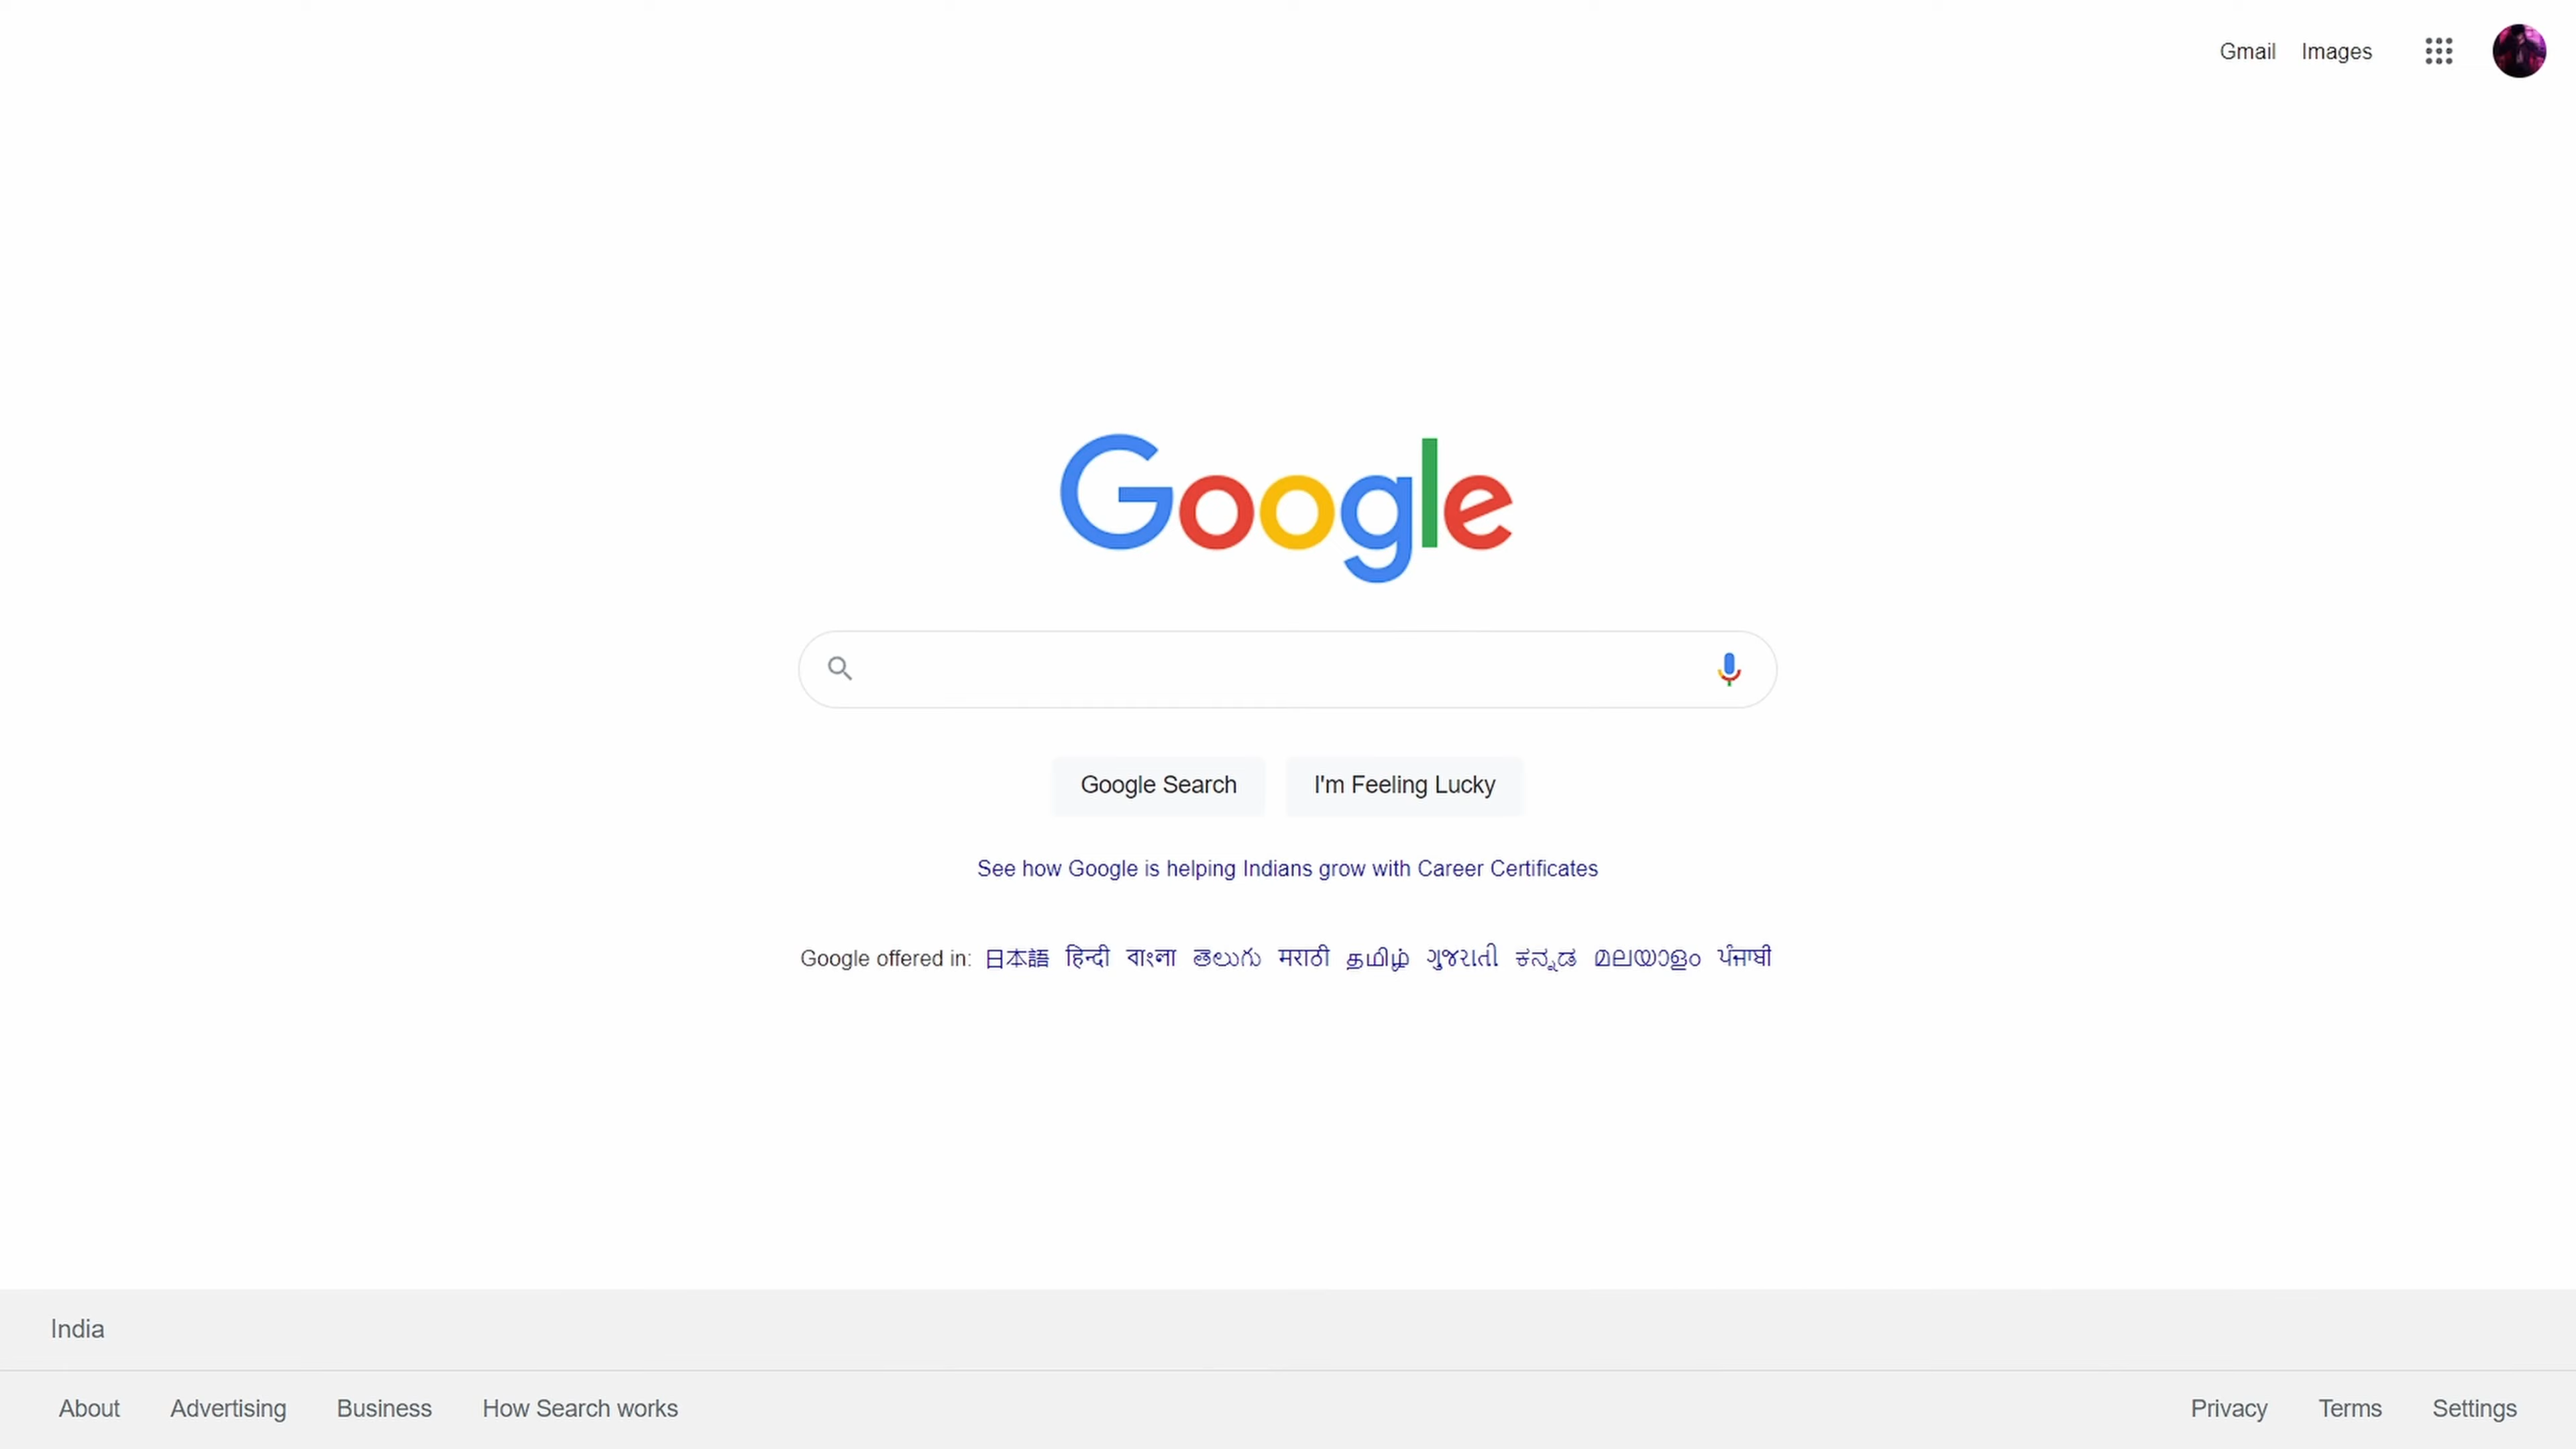 Gmail Images
Google
Google Search I'm Feeling Lucky
See how Google is helping Indians grow with Career Certificates
Google offered in: 日本語 हिन्दी বাংলা తెలుగు मराठी தமிழ் ગુજરાતી ಕನ್ನಡ മലയാളം ਪੰਜਾਬੀ
India
About Advertising Business How Search works Privacy Terms Settings